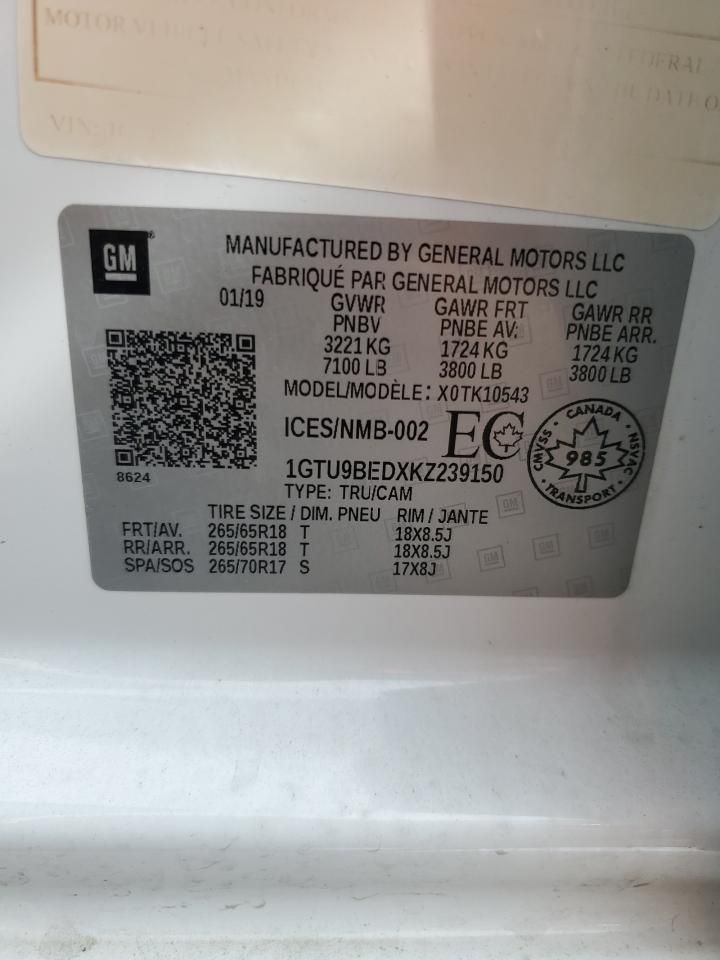 MOTOR VEHICLE SAFETY
FEDERAL
DATE O
VIN:
GM
MANUFACTURED BY GENERAL MOTORS LLC
FABRIQUÉ PAR GENERAL MOTORS LLC
01/19 GVWR GAWR FRT GAWR RR
PNBV PNBE AV. PNBE ARR.
3221 KG 1724 KG 1724 KG
7100 LB 3800 LB 3800 LB
MODEL/MODÈLE: X0TK10543
ICES/NMB-002 EC
CANADA
CMVSS 985 NSVAC
TRANSPORT
8624
1GTU9BEDXKZ239150
TYPE: TRU/CAM
TIRE SIZE / DIM. PNEU RIM / JANTE
FRT/AV. 265/65R18 T 18X8.5J
RR/ARR. 265/65R18 T 18X8.5J
SPA/SOS 265/70R17 S 17X8J